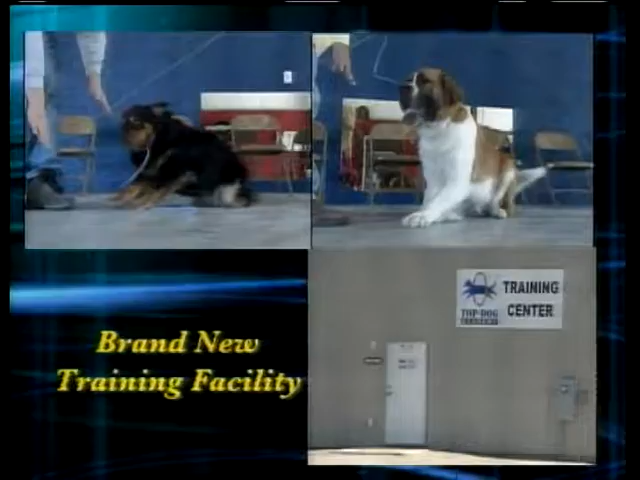 Brand New
Training Facility
TRAINING
CENTER
TOP-DOG